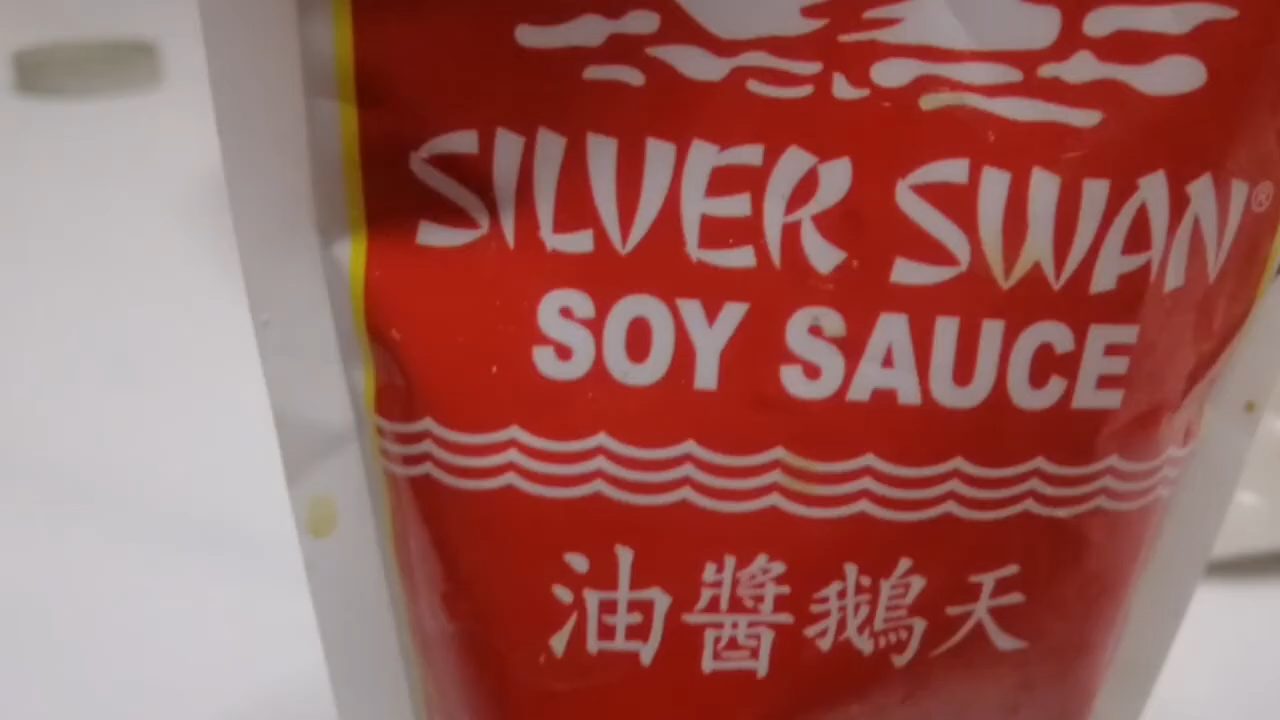 SILVER SWAN®
SOY SAUCE
油醬鵝天